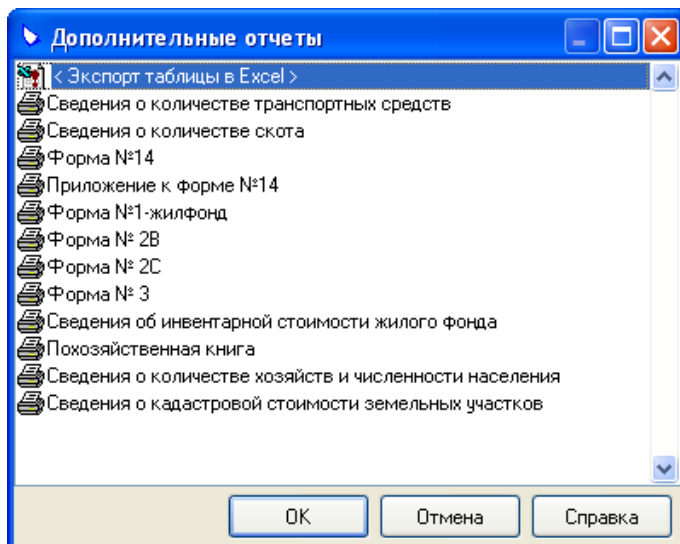 Дополнительные отчеты
< Экспорт таблицы в Excel >
Сведения о количестве транспортных средств
Сведения о количестве скота
Форма №14
Приложение к форме №14
Форма №1-жилфонд
Форма № 2В
Форма № 2С
Форма № 3
Сведения об инвентарной стоимости жилого фонда
Похозяйственная книга
Сведения о количестве хозяйств и численности населения
Сведения о кадастровой стоимости земельных участков
ОК Отмена Справка